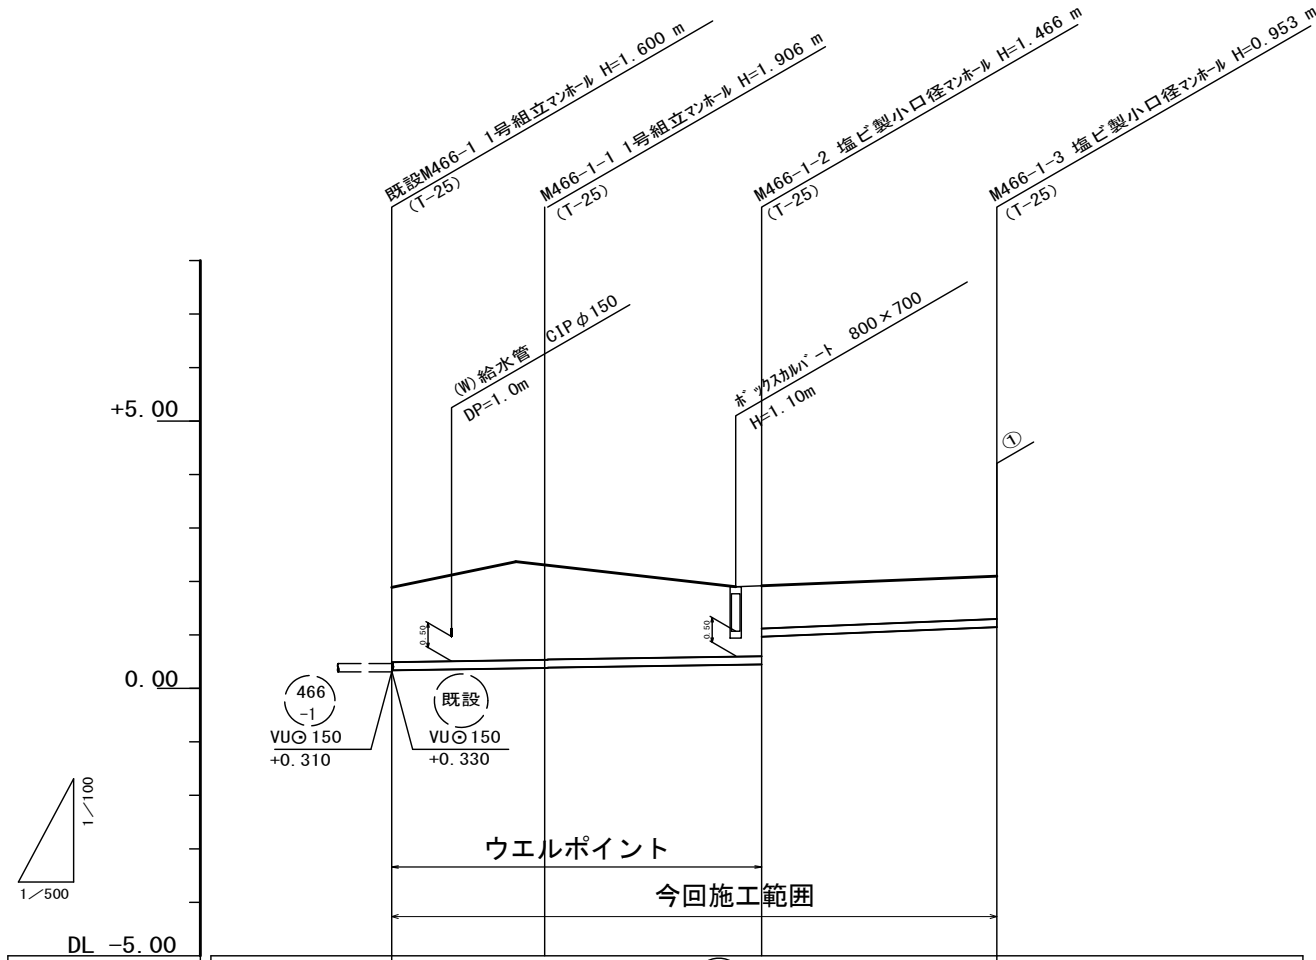 既設M466-1 1号組立マンホール H=1.600 m
(T-25)
M466-1-1 1号組立マンホール H=1.906 m
(T-25)
M466-1-2 塩ビ製小口径マンホール H=1.466 m
(T-25)
M466-1-3 塩ビ製小口径マンホール H=0.953 m
(T-25)
(W)給水管 CIPφ150
DP=1.0m
ボックスカルバート 800×700
H=1.10m
①
+5.00
0.50
0.50
0.00
466
-1
既設
VU⊙150
+0.310
VU⊙150
+0.330
1/100
1/500
ウエルポイント
今回施工範囲
DL -5.00